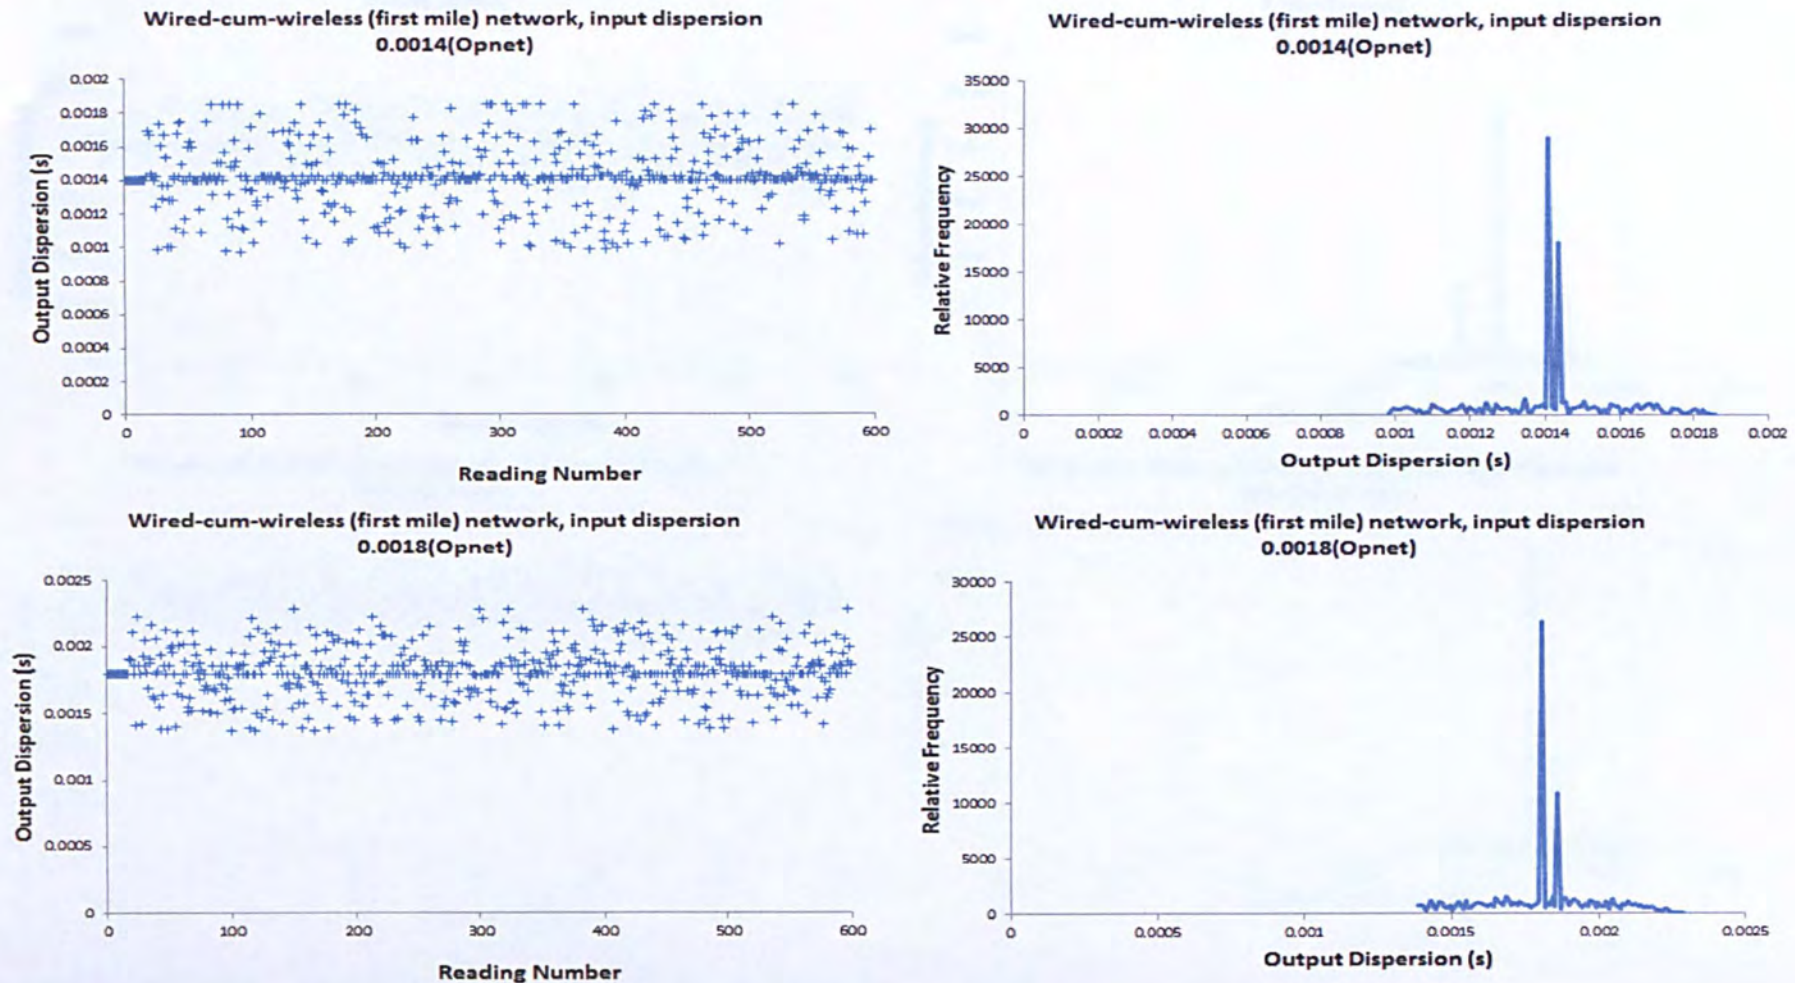 Wired-cum-wireless (first mile) network, input dispersion
0.0014(Opnet)
0.002
0.0018
0.0016
0.0014
0.0012
0.001
0.0008
0.0006
0.0004
0.0002
0
Output Dispersion (s)
0 100 200 300 400 500 600
Reading Number
Wired-cum-wireless (first mile) network, input dispersion
0.0014(Opnet)
35000
30000
25000
20000
15000
10000
5000
0
Relative Frequency
0 0.0002 0.0004 0.0006 0.0008 0.001 0.0012 0.0014 0.0016 0.0018 0.002
Output Dispersion (s)
Wired-cum-wireless (first mile) network, input dispersion
0.0018(Opnet)
0.0025
0.002
0.0015
0.001
0.0005
0
Output Dispersion (s)
0 100 200 300 400 500 600
Reading Number
Wired-cum-wireless (first mile) network, input dispersion
0.0018(Opnet)
30000
25000
20000
15000
10000
5000
0
Relative Frequency
0 0.0005 0.001 0.0015 0.002 0.0025
Output Dispersion (s)